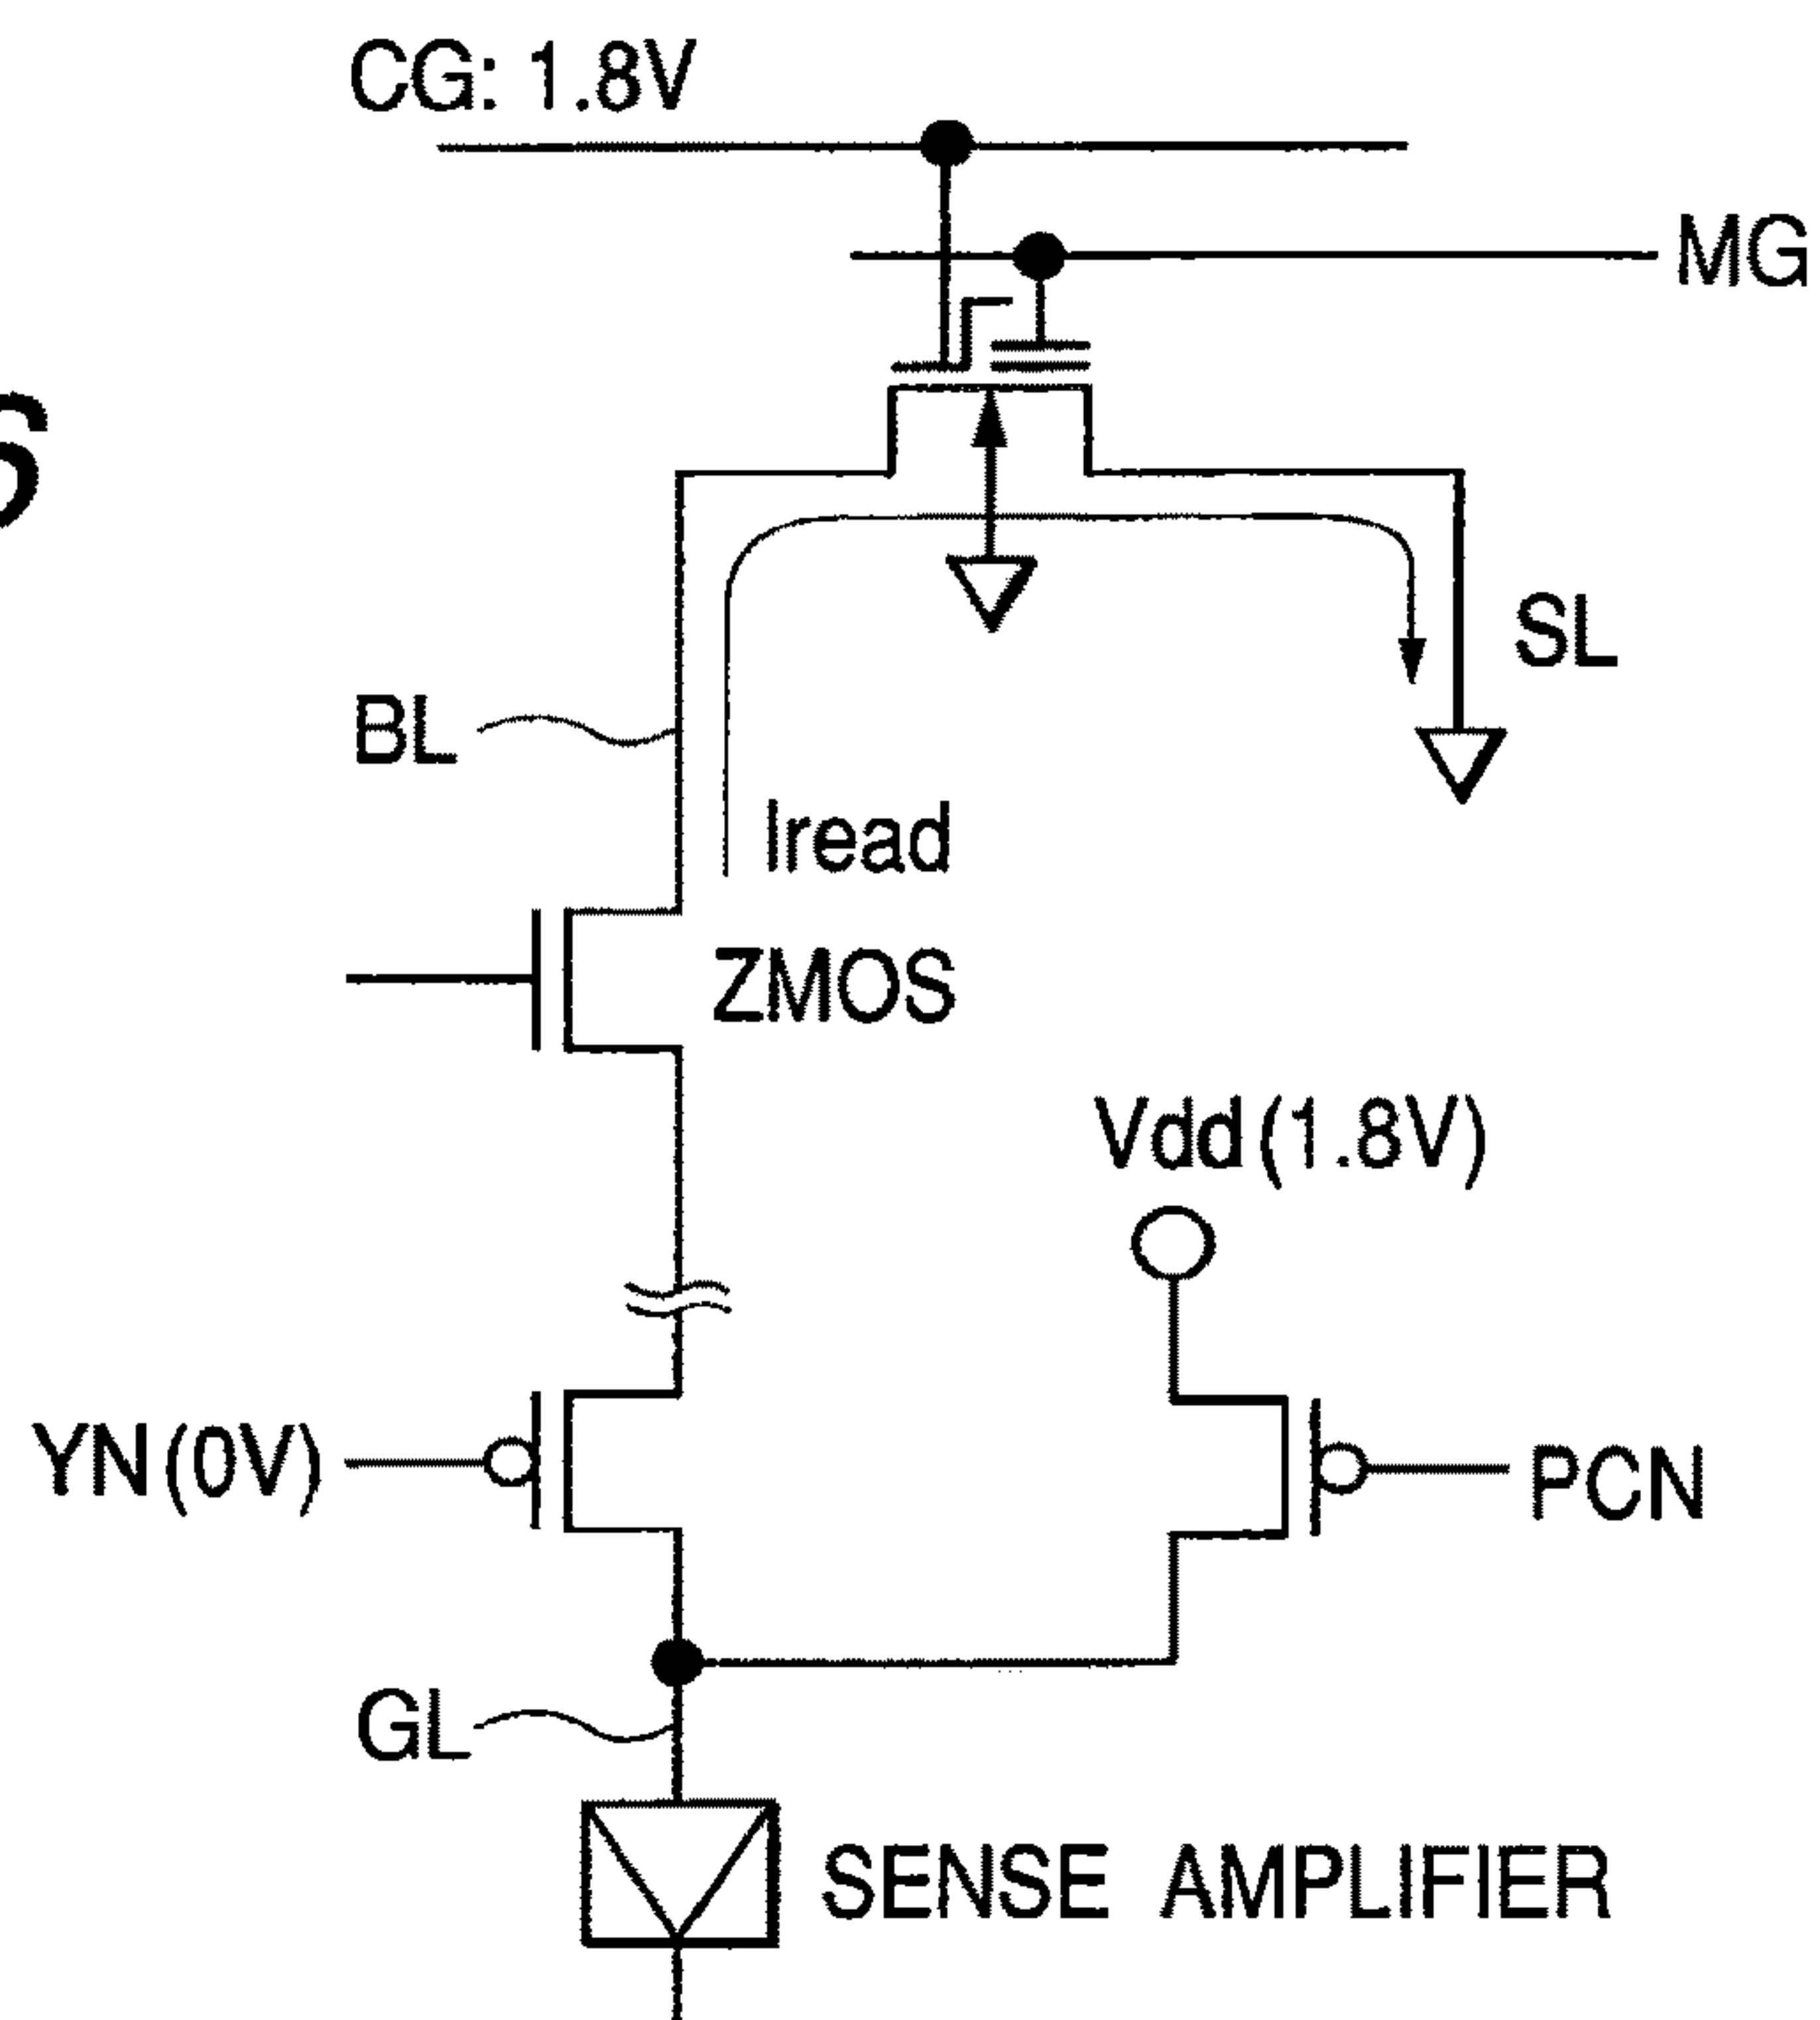 CG: 1.8V
MG
SL
BL
Iread
ZMOS
Vdd(1.8V)
YN(0V)
PCN
GL
SENSE AMPLIFIER